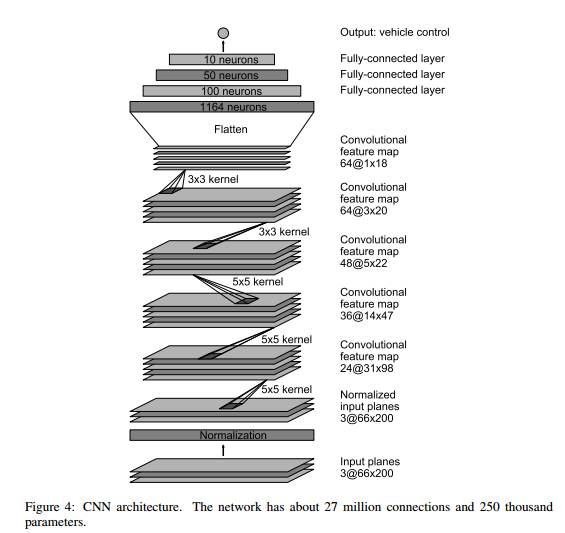 Output: vehicle control
10 neurons
Fully-connected layer
50 neurons
Fully-connected layer
100 neurons
Fully-connected layer
1164 neurons
Flatten
Convolutional
feature map
64@1x18
3x3 kernel
Convolutional
feature map
64@3x20
3x3 kernel
Convolutional
feature map
48@5x22
5x5 kernel
Convolutional
feature map
36@14x47
5x5 kernel
Convolutional
feature map
24@31x98
5x5 kernel
Normalized
input planes
3@66x200
Normalization
Input planes
3@66x200
Figure 4: CNN architecture. The network has about 27 million connections and 250 thousand
parameters.